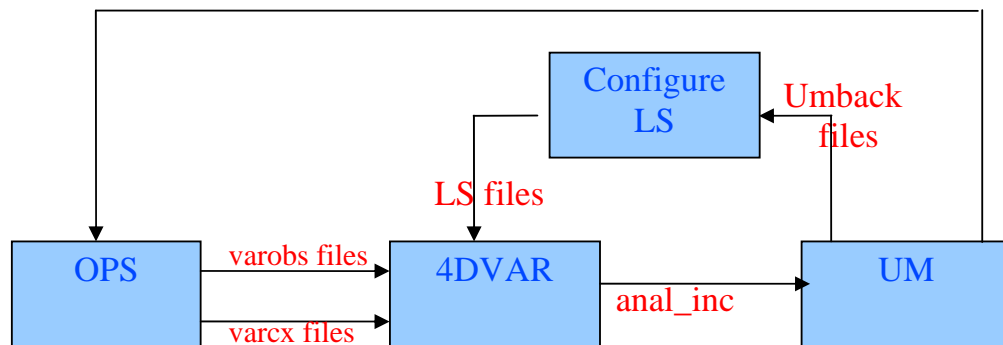 Configure
LS
Umback
files
LS files
OPS
varobs files
varcx files
4DVAR
anal_inc
UM